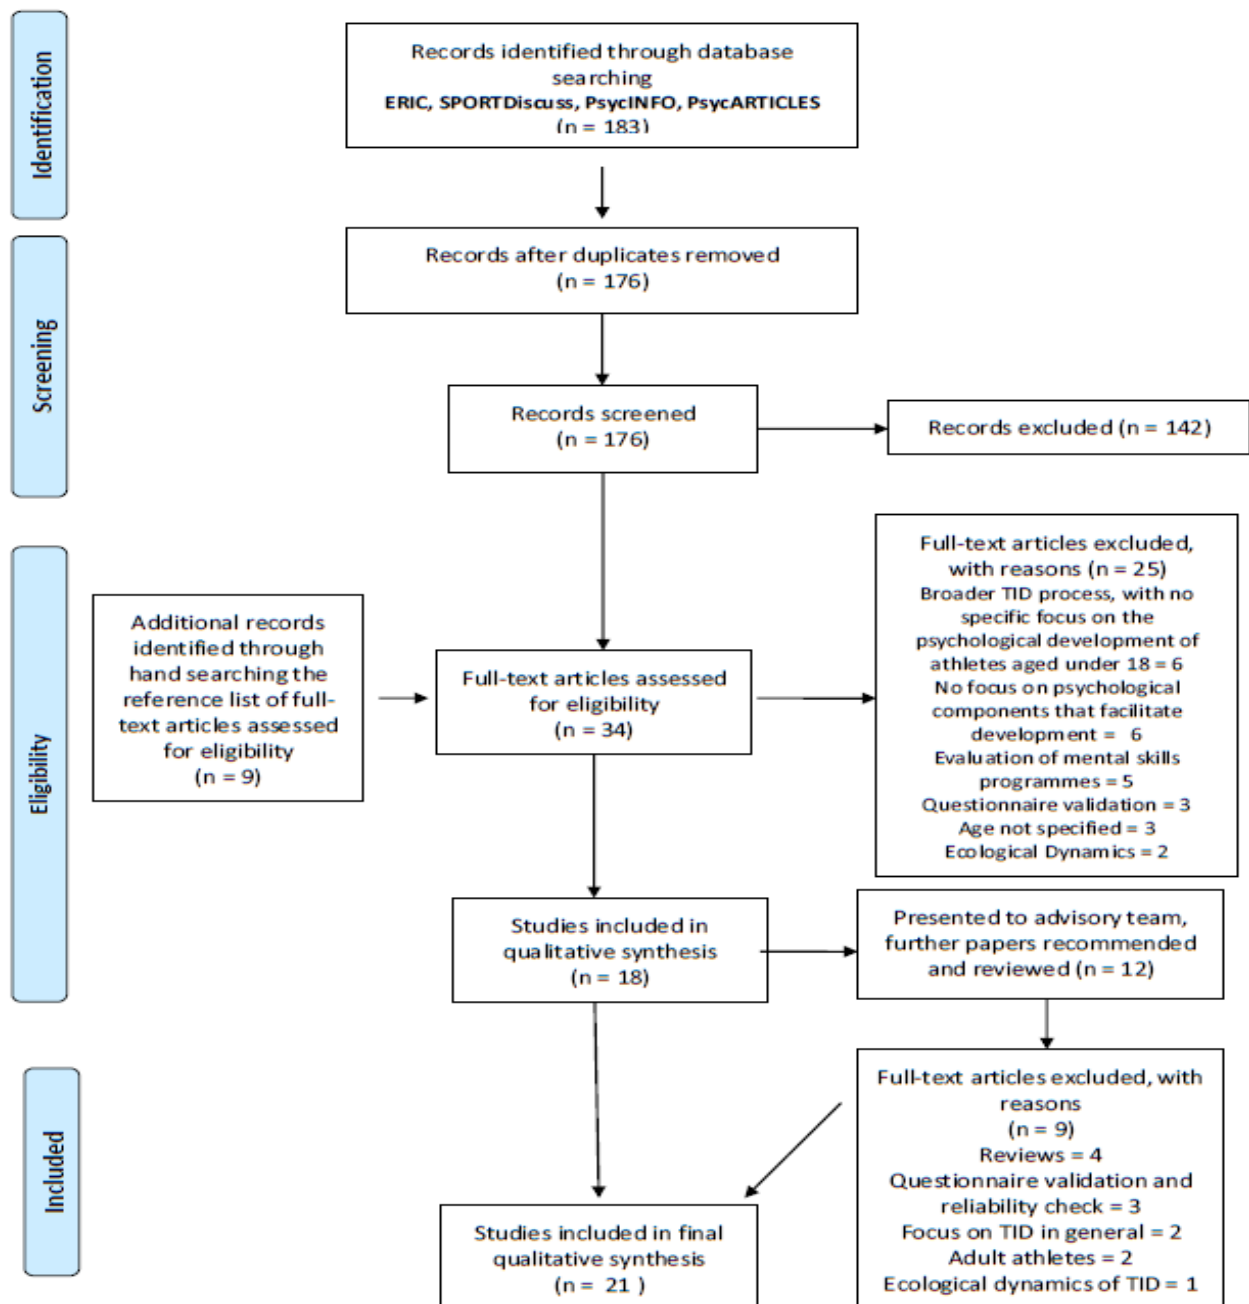 Identification
Records identified through database
searching
ERIC, SPORTDiscuss, PsycINFO, PsycARTICLES
(n = 183)
Screening
Records after duplicates removed
(n = 176)
Records screened
(n = 176)
Records excluded (n = 142)
Eligibility
Additional records
identified through
hand searching the
reference list of full-
text articles assessed
for eligibility
(n = 9)
Full-text articles assessed
for eligibility
(n = 34)
Full-text articles excluded,
with reasons (n = 25)
Broader TID process, with no
specific focus on the
psychological development of
athletes aged under 18 = 6
No focus on psychological
components that facilitate
development = 6
Evaluation of mental skills
programmes = 5
Questionnaire validation = 3
Age not specified = 3
Ecological Dynamics = 2
Studies included in
qualitative synthesis
(n = 18)
Presented to advisory team,
further papers recommended
and reviewed (n = 12)
Included
Full-text articles excluded, with
reasons
(n = 9)
Reviews = 4
Questionnaire validation and
reliability check = 3
Focus on TID in general = 2
Adult athletes = 2
Ecological dynamics of TID = 1
Studies included in final
qualitative synthesis
(n = 21 )